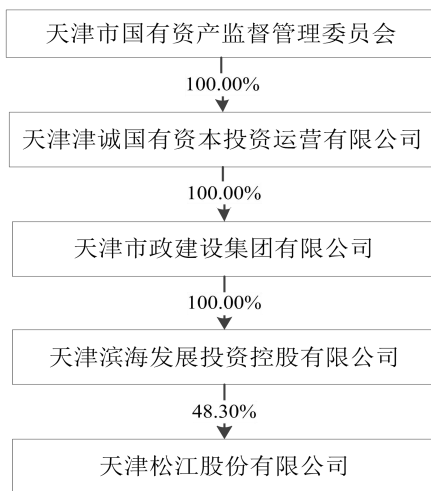 天津市国有资产监督管理委员会
100.00%
天津津诚国有资本投资运营有限公司
100.00%
天津市政建设集团有限公司
100.00%
天津滨海发展投资控股有限公司
48.30%
天津松江股份有限公司